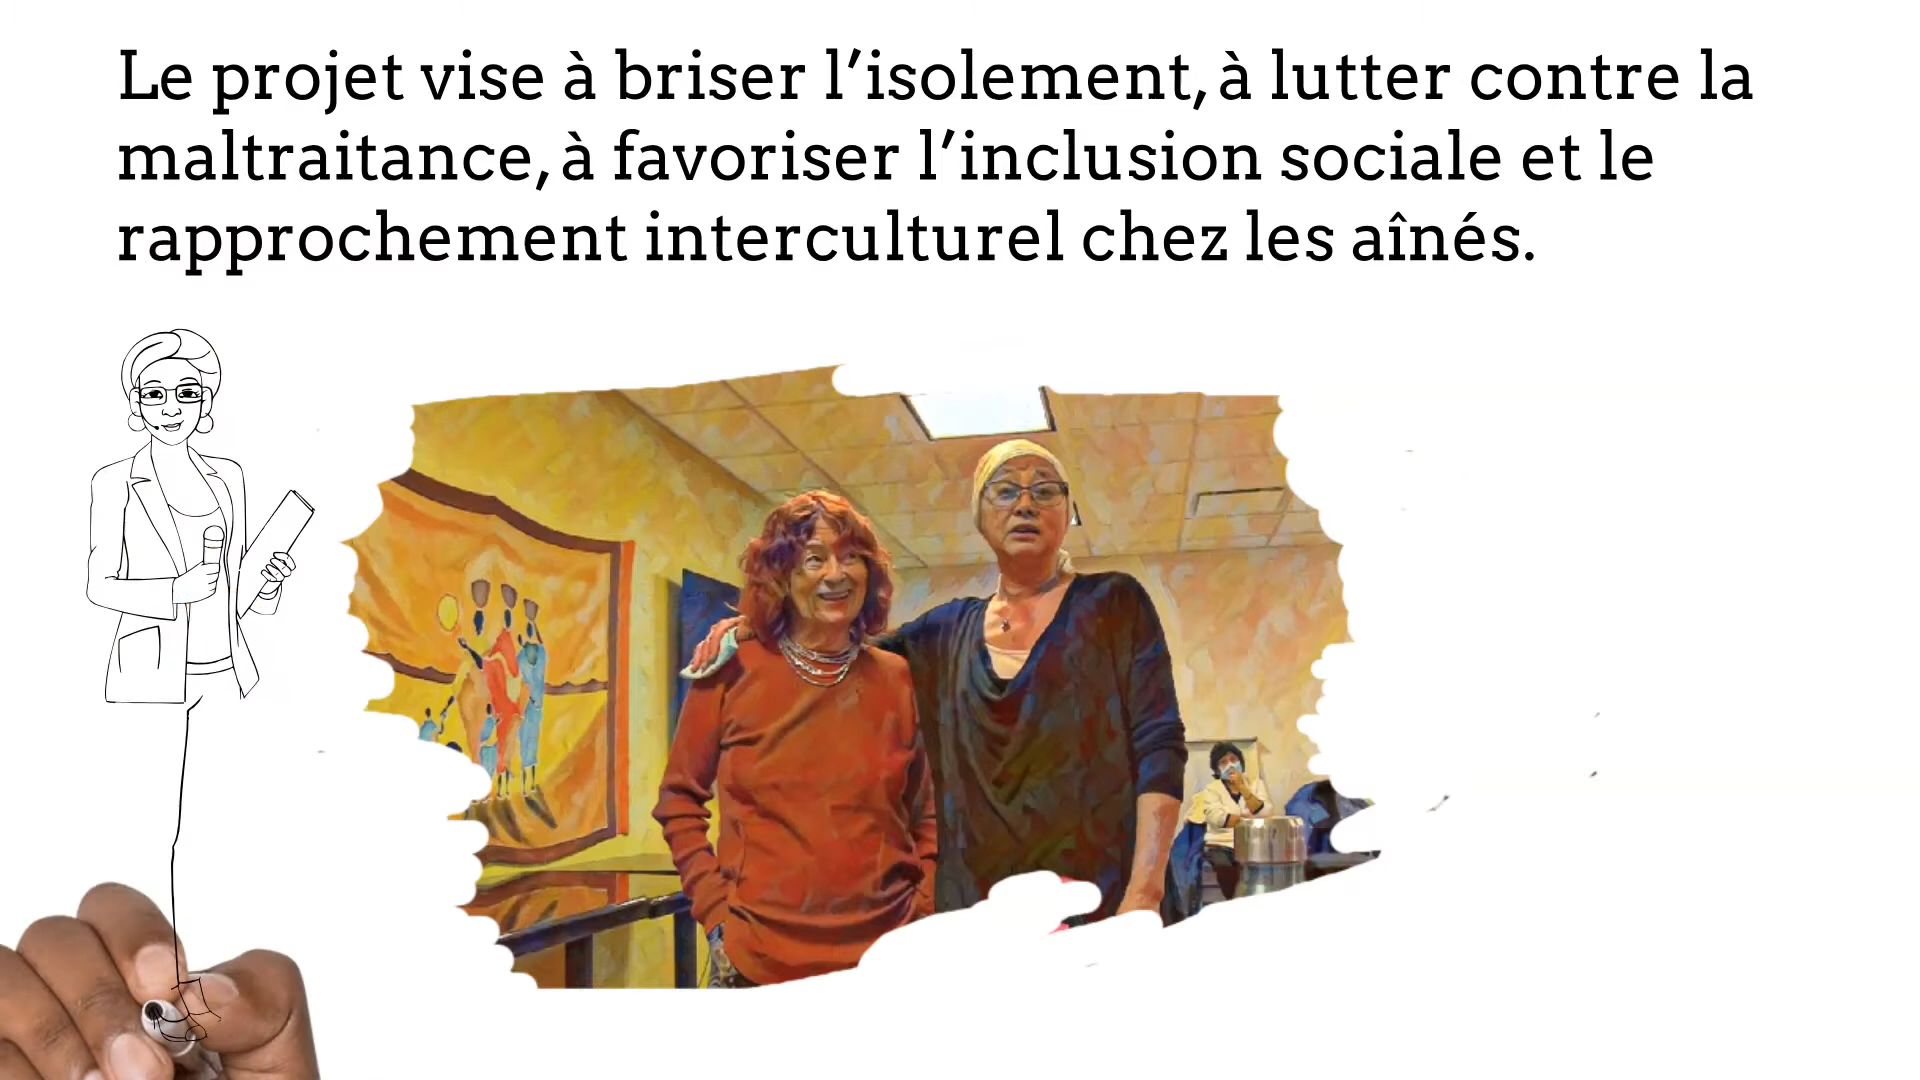 Le projet vise à briser l’isolement, à lutter contre la
maltraitance, à favoriser l’inclusion sociale et le
rapprochement interculturel chez les aînés.